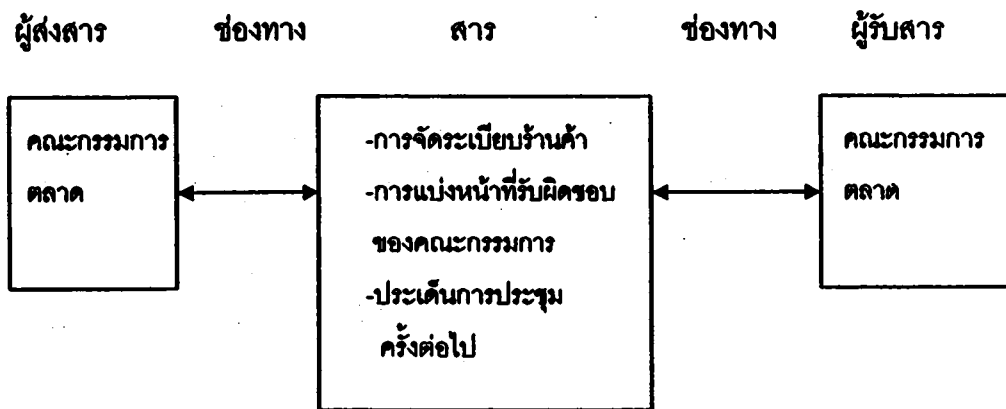 ผู้ส่งสาร ช่องทาง สาร ช่องทาง ผู้รับสาร
คณะกรรมการ
ตลาด
-การจัดระเบียบร้านค้า
-การแบ่งหน้าที่รับผิดชอบ
ของคณะกรรมการ
-ประเด็นการประชุม
ครั้งต่อไป
คณะกรรมการ
ตลาด